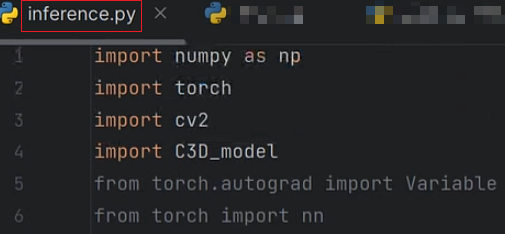 inference.py
1 import numpy as np
2 import torch
3 import cv2
4 import C3D_model
5 from torch.autograd import Variable
6 from torch import nn